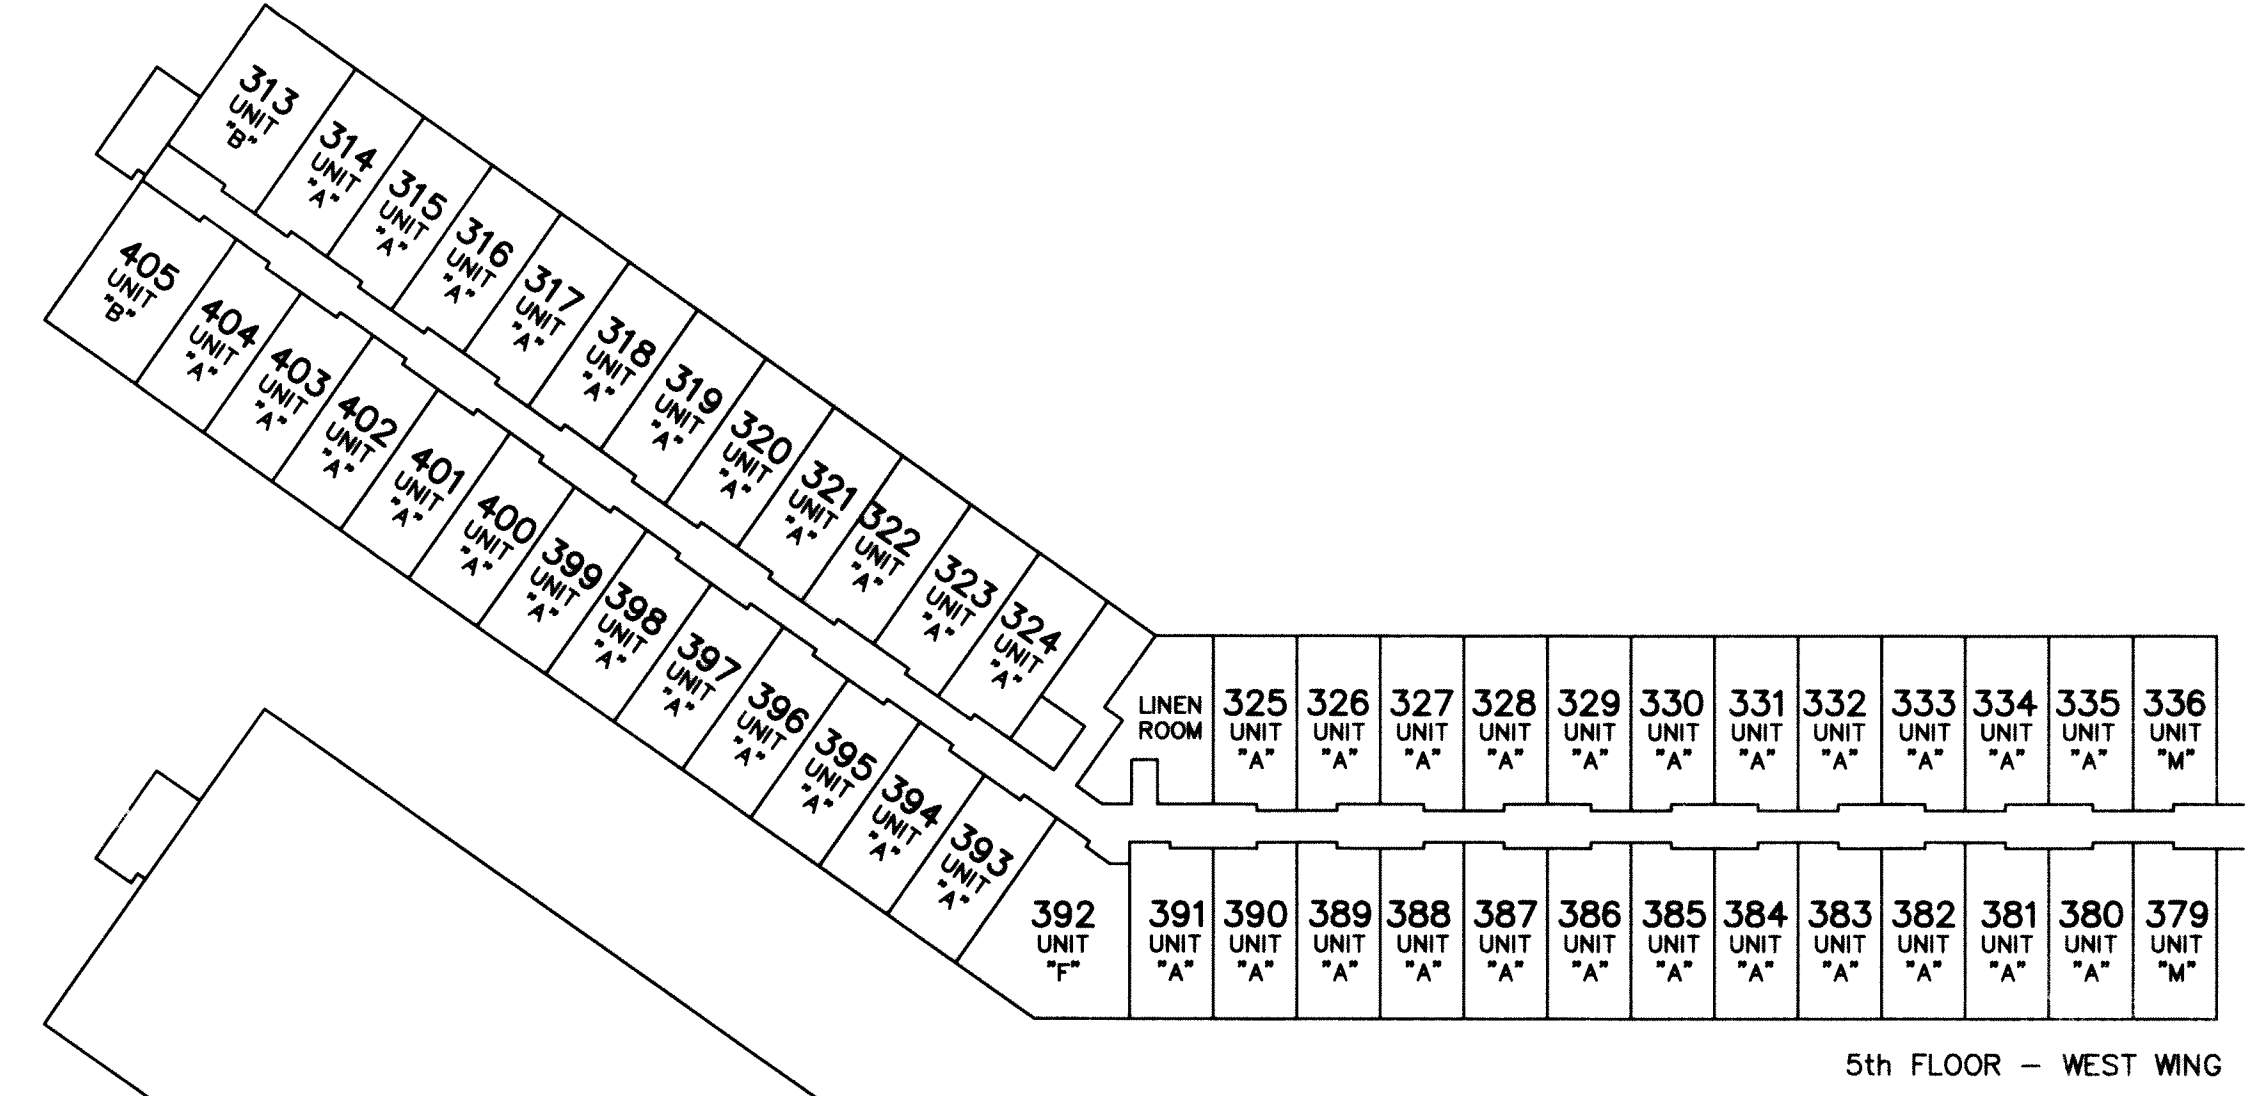 313
UNIT
"B"
314
UNIT
"A"
315
UNIT
"A"
316
UNIT
"A"
317
UNIT
"A"
318
UNIT
"A"
319
UNIT
"A"
320
UNIT
"A"
321
UNIT
"A"
322
UNIT
"A"
323
UNIT
"A"
324
UNIT
"A"
LINEN
ROOM
325
UNIT
"A"
326
UNIT
"A"
327
UNIT
"A"
328
UNIT
"A"
329
UNIT
"A"
330
UNIT
"A"
331
UNIT
"A"
332
UNIT
"A"
333
UNIT
"A"
334
UNIT
"A"
335
UNIT
"A"
336
UNIT
"M"
405
UNIT
"B"
404
UNIT
"A"
403
UNIT
"A"
402
UNIT
"A"
401
UNIT
"A"
400
UNIT
"A"
399
UNIT
"A"
398
UNIT
"A"
397
UNIT
"A"
396
UNIT
"A"
395
UNIT
"A"
394
UNIT
"A"
393
UNIT
"A"
392
UNIT
"F"
391
UNIT
"A"
390
UNIT
"A"
389
UNIT
"A"
388
UNIT
"A"
387
UNIT
"A"
386
UNIT
"A"
385
UNIT
"A"
384
UNIT
"A"
383
UNIT
"A"
382
UNIT
"A"
381
UNIT
"A"
380
UNIT
"A"
379
UNIT
"M"
5th FLOOR – WEST WING